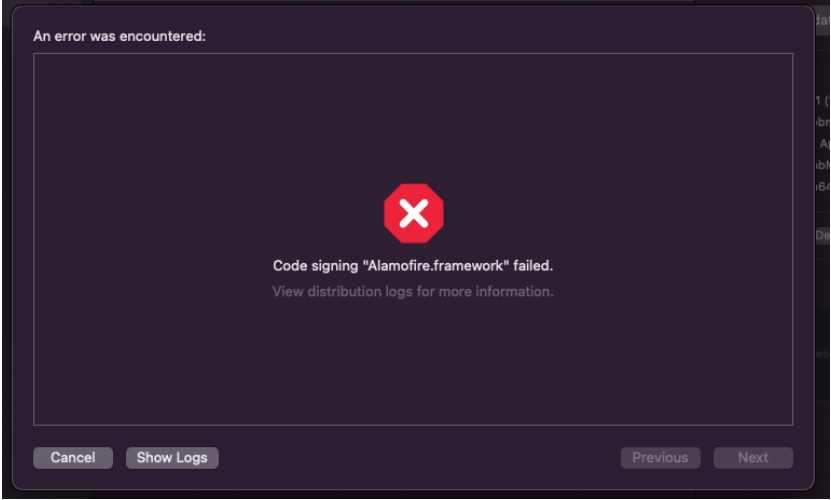 An error was encountered:
Code signing "Alamofire.framework" failed.
View distribution logs for more information.
Cancel
Show Logs
Previous
Next